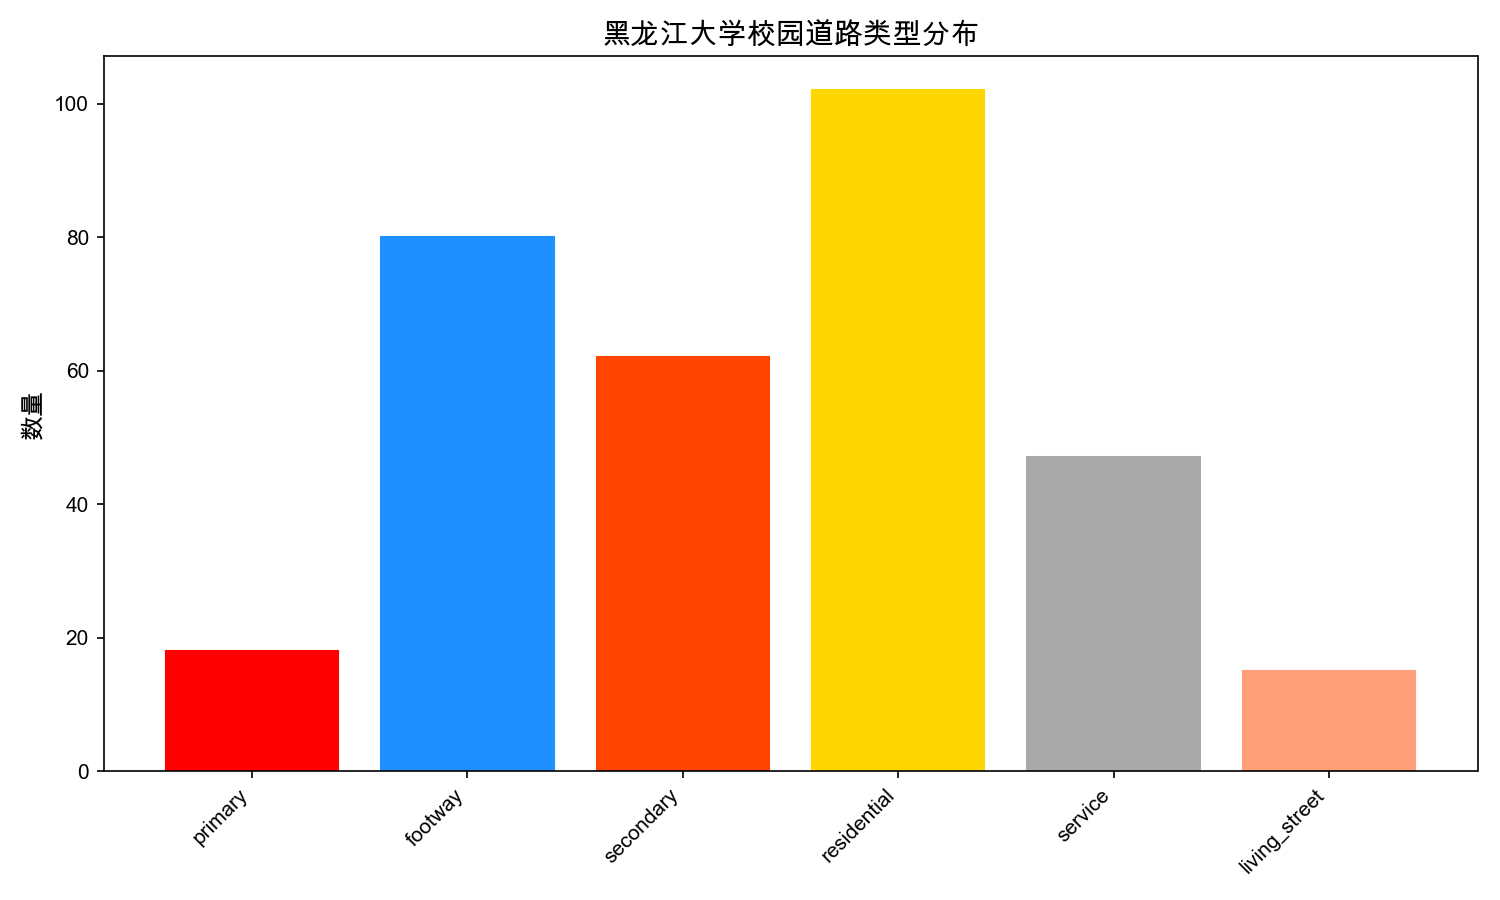 黑龙江大学校园道路类型分布
数量
100
80
60
40
20
0
primary
footway
secondary
residential
service
living_street